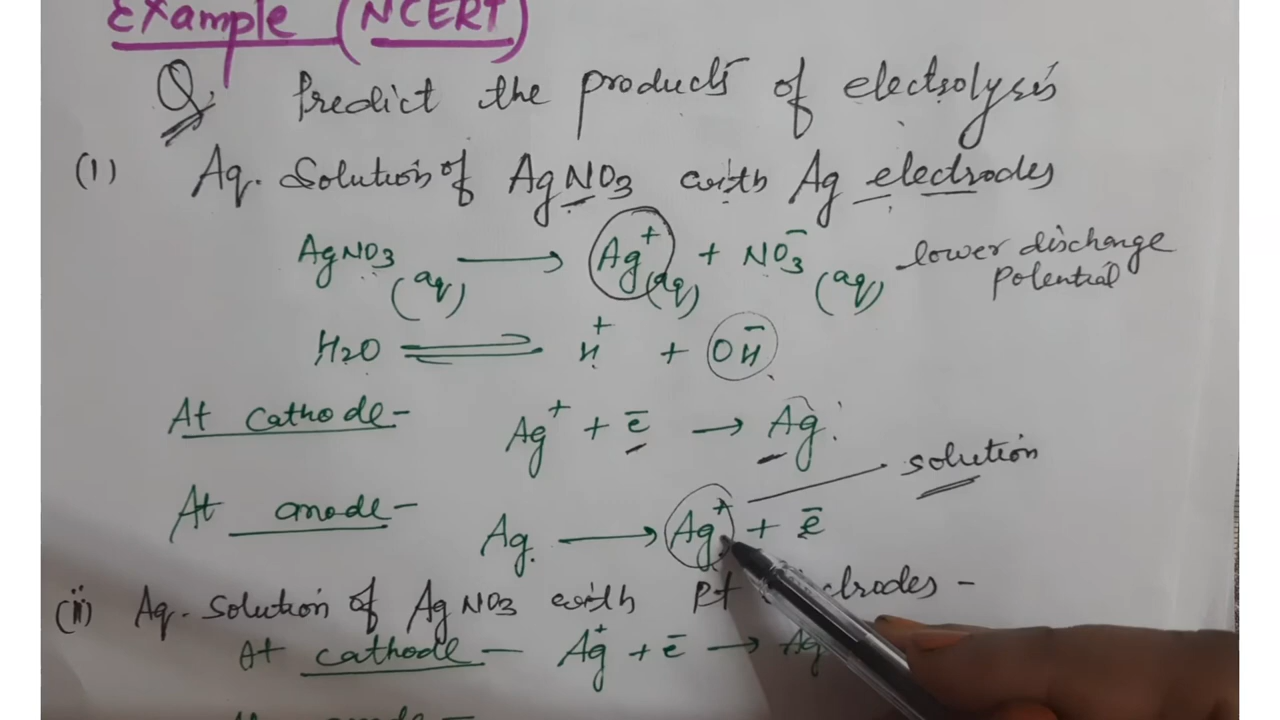 Example (NCERT)
Q. Predict the products of electrolysis
(1) Aq. Solution of AgNO3 with Ag electrodes
AgNO3 (aq) ⟶ Ag⁺ (aq) + NO3⁻ (aq) lower discharge potential
H2O ⇌ H⁺ + OH⁻
At cathode - Ag⁺ + e⁻ → Ag
solution
At anode - Ag ⟶ Ag⁺ + e⁻
(ii) Aq. Solution of AgNO3 with Pt -
At cathode - Ag⁺ + e⁻ → Ag